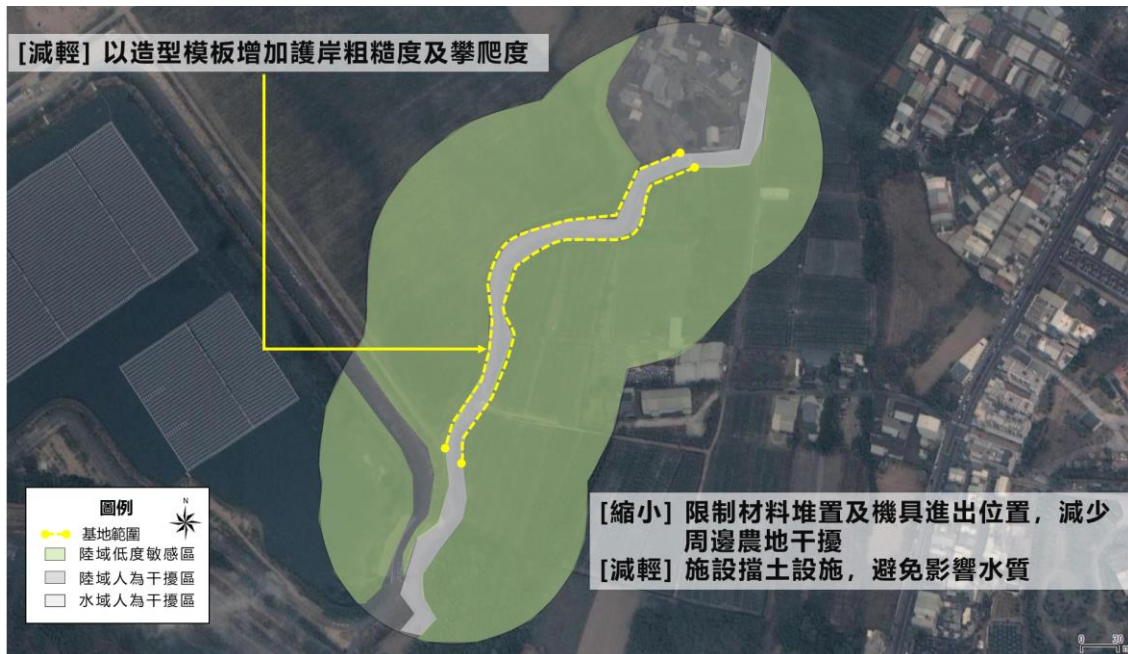 [減輕] 以造型模板增加護岸粗糙度及攀爬度
圖例
N
基地範圍
陸域低度敏感區
陸域人為干擾區
水域人為干擾區
[縮小] 限制材料堆置及機具進出位置，減少
周邊農地干擾
[減輕] 施設擋土設施，避免影響水質
0 30
m